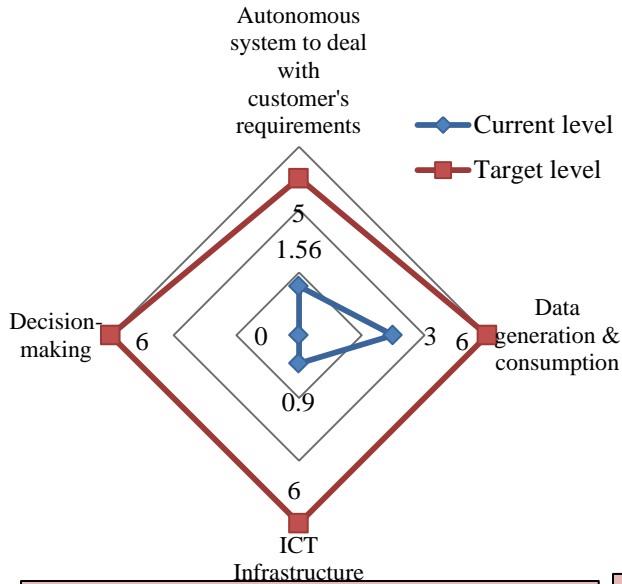 Autonomous
system to deal
with
customer's
requirements
Current level
Target level
5
1.56
Decision-
making
6
0
3
6
Data
generation &
consumption
0.9
6
ICT
Infrastructure